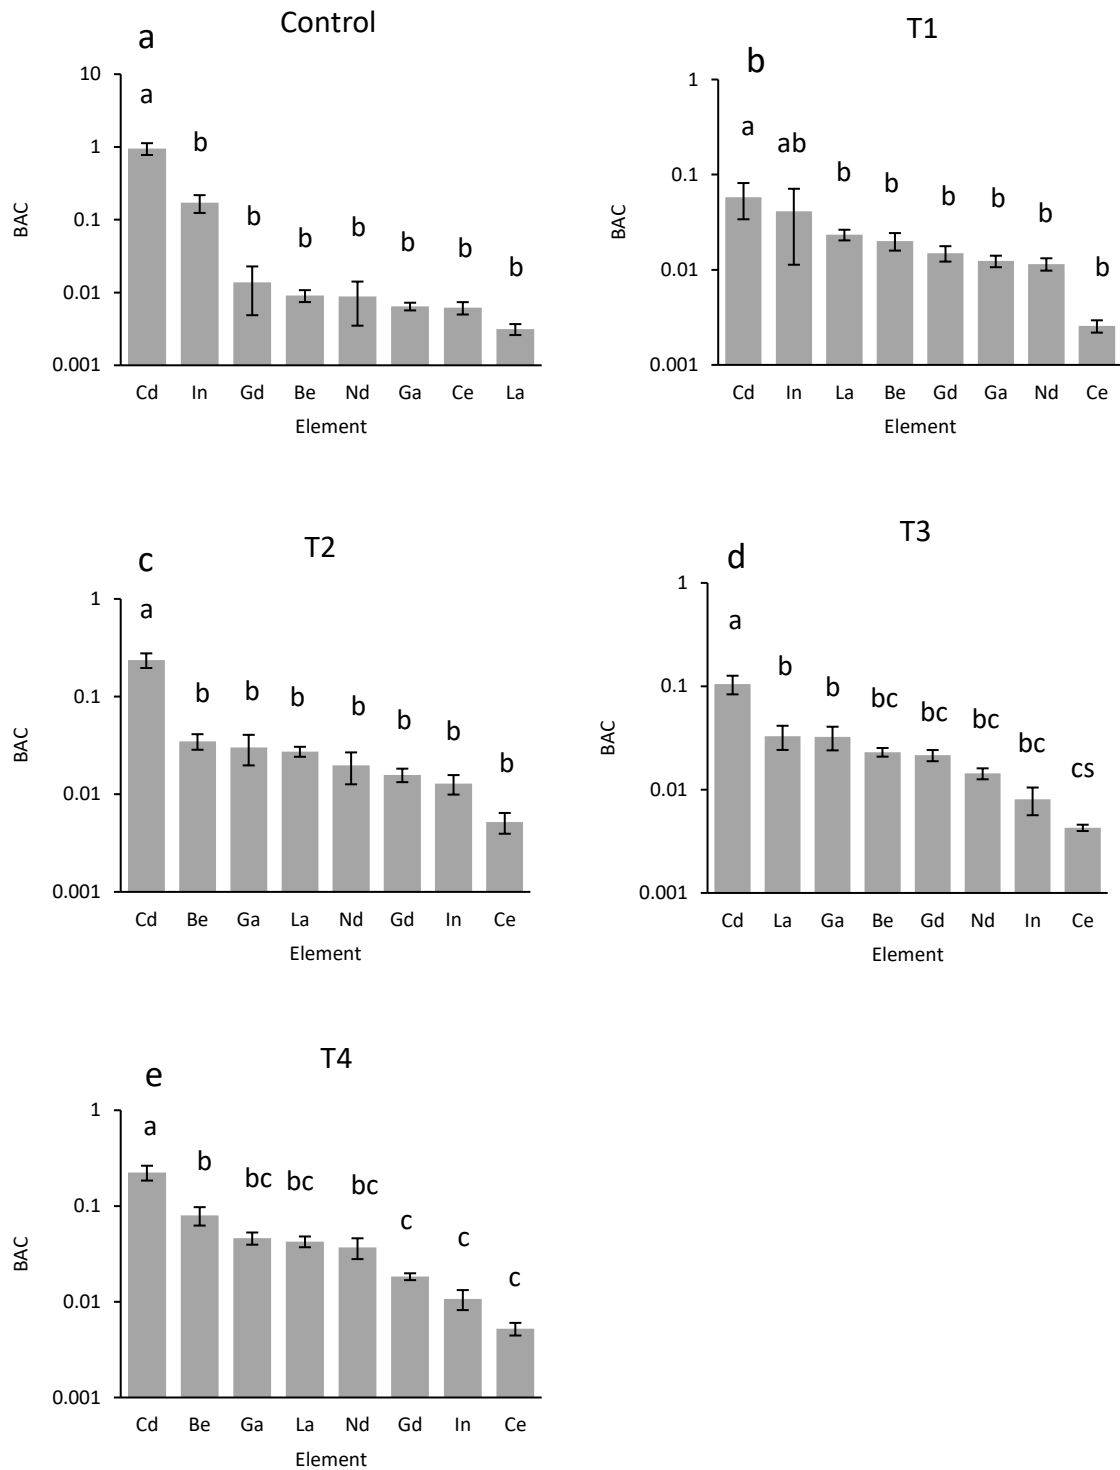 Control
a
10
1
0.1
0.01
0.001
BAC
a b b b b b b b
Cd In Gd Be Nd Ga Ce La
Element
T1
b
1
0.1
0.01
0.001
BAC
a ab b b b b b b
Cd In La Be Gd Ga Nd Ce
Element
T2
c
1
0.1
0.01
0.001
BAC
a b b b b b b b
Cd Be Ga La Nd Gd In Ce
Element
T3
d
1
0.1
0.01
0.001
BAC
a b b bc bc bc bc cs
Cd La Ga Be Gd Nd In Ce
Element
T4
e
1
0.1
0.01
0.001
BAC
a b bc bc bc c c c
Cd Be Ga La Nd Gd In Ce
Element